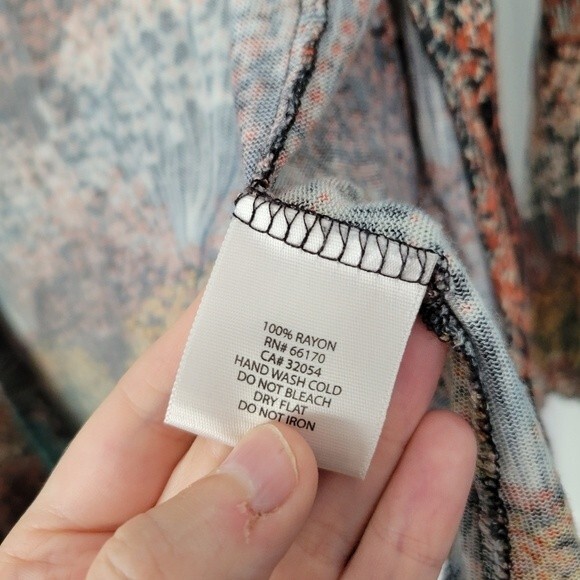 100% RAYON
RN# 66170
CA# 32054
HAND WASH COLD
DO NOT BLEACH
DRY FLAT
DO NOT IRON